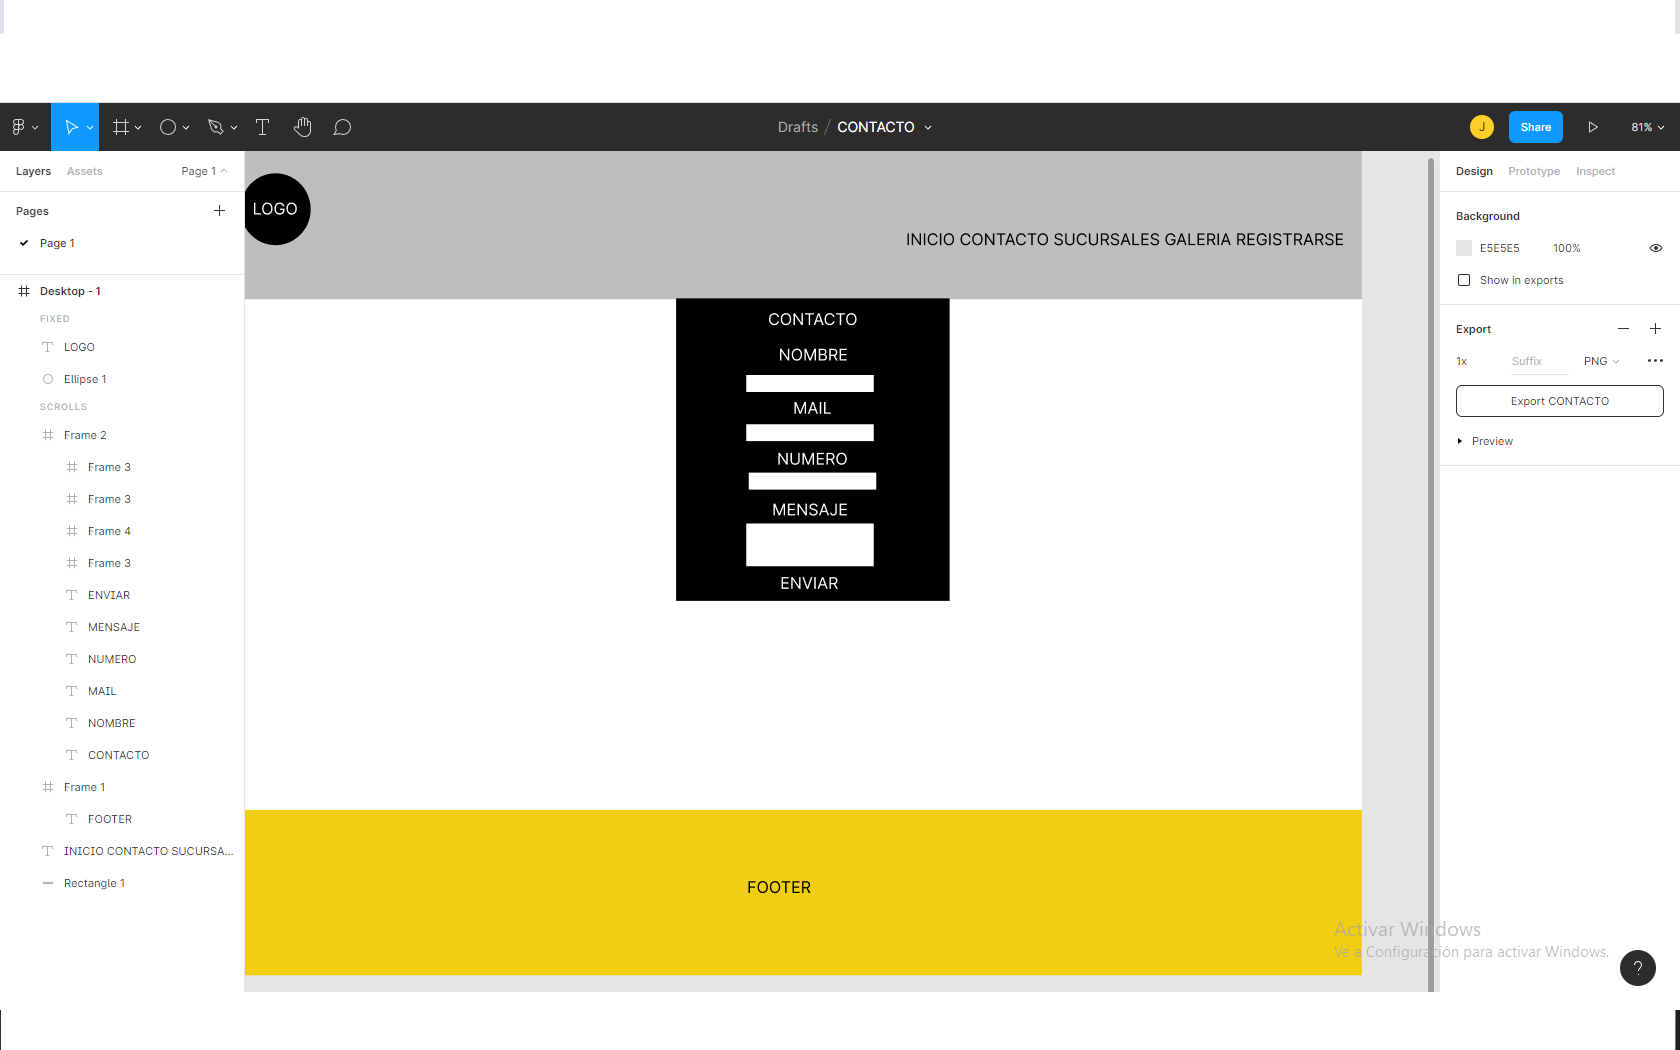 Drafts / CONTACTO
J
Share
81%
Layers
Assets
Page 1
Pages
Page 1
Desktop - 1
FIXED
LOGO
Ellipse 1
SCROLLS
Frame 2
Frame 3
Frame 3
Frame 4
Frame 3
ENVIAR
MENSAJE
NUMERO
MAIL
NOMBRE
CONTACTO
Frame 1
FOOTER
INICIO CONTACTO SUCURSA...
Rectangle 1
LOGO
INICIO CONTACTO SUCURSALES GALERIA REGISTRARSE
CONTACTO
NOMBRE
MAIL
NUMERO
MENSAJE
ENVIAR
FOOTER
Design
Prototype
Inspect
Background
E5E5E5
100%
Show in exports
Export
1x
Suffix
PNG
Export CONTACTO
Preview
Activar Windows
Ve a Configuración para activar Windows.
?